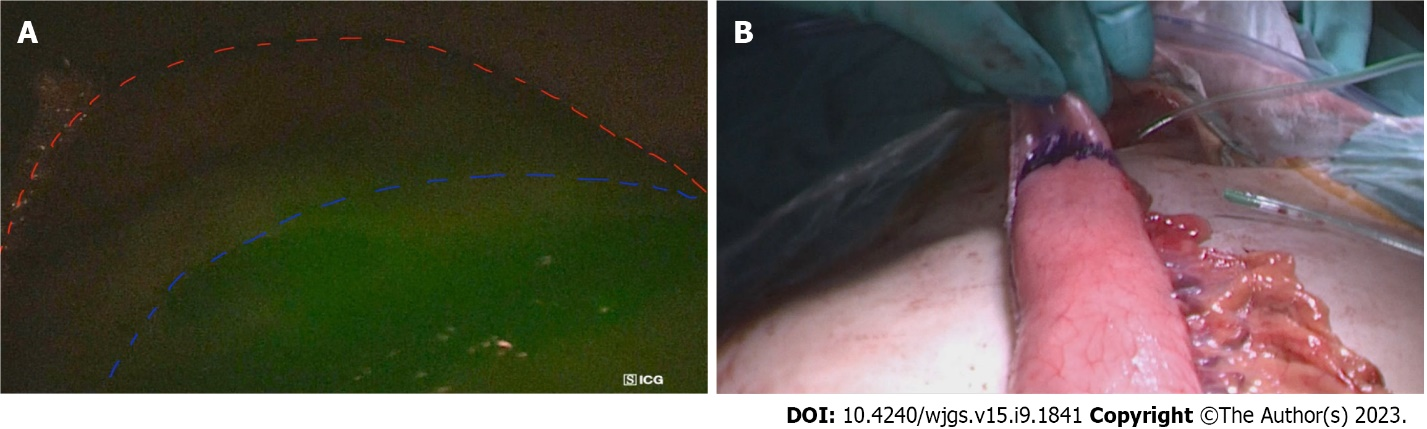 A
B
S ICG
DOI: 10.4240/wjgs.v15.i9.1841 Copyright ©The Author(s) 2023.